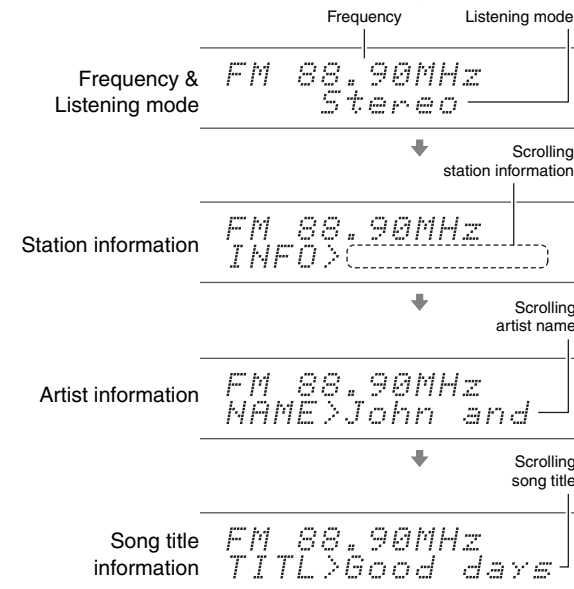 Frequency
Listening mode
Frequency &
Listening mode
FM 88.90MHz
Stereo
Scrolling
station information
Station information
FM 88.90MHz
INFO>
Scrolling
artist name
Artist information
FM 88.90MHz
NAME>John and
Scrolling
song title
Song title
information
FM 88.90MHz
TITL>Good days